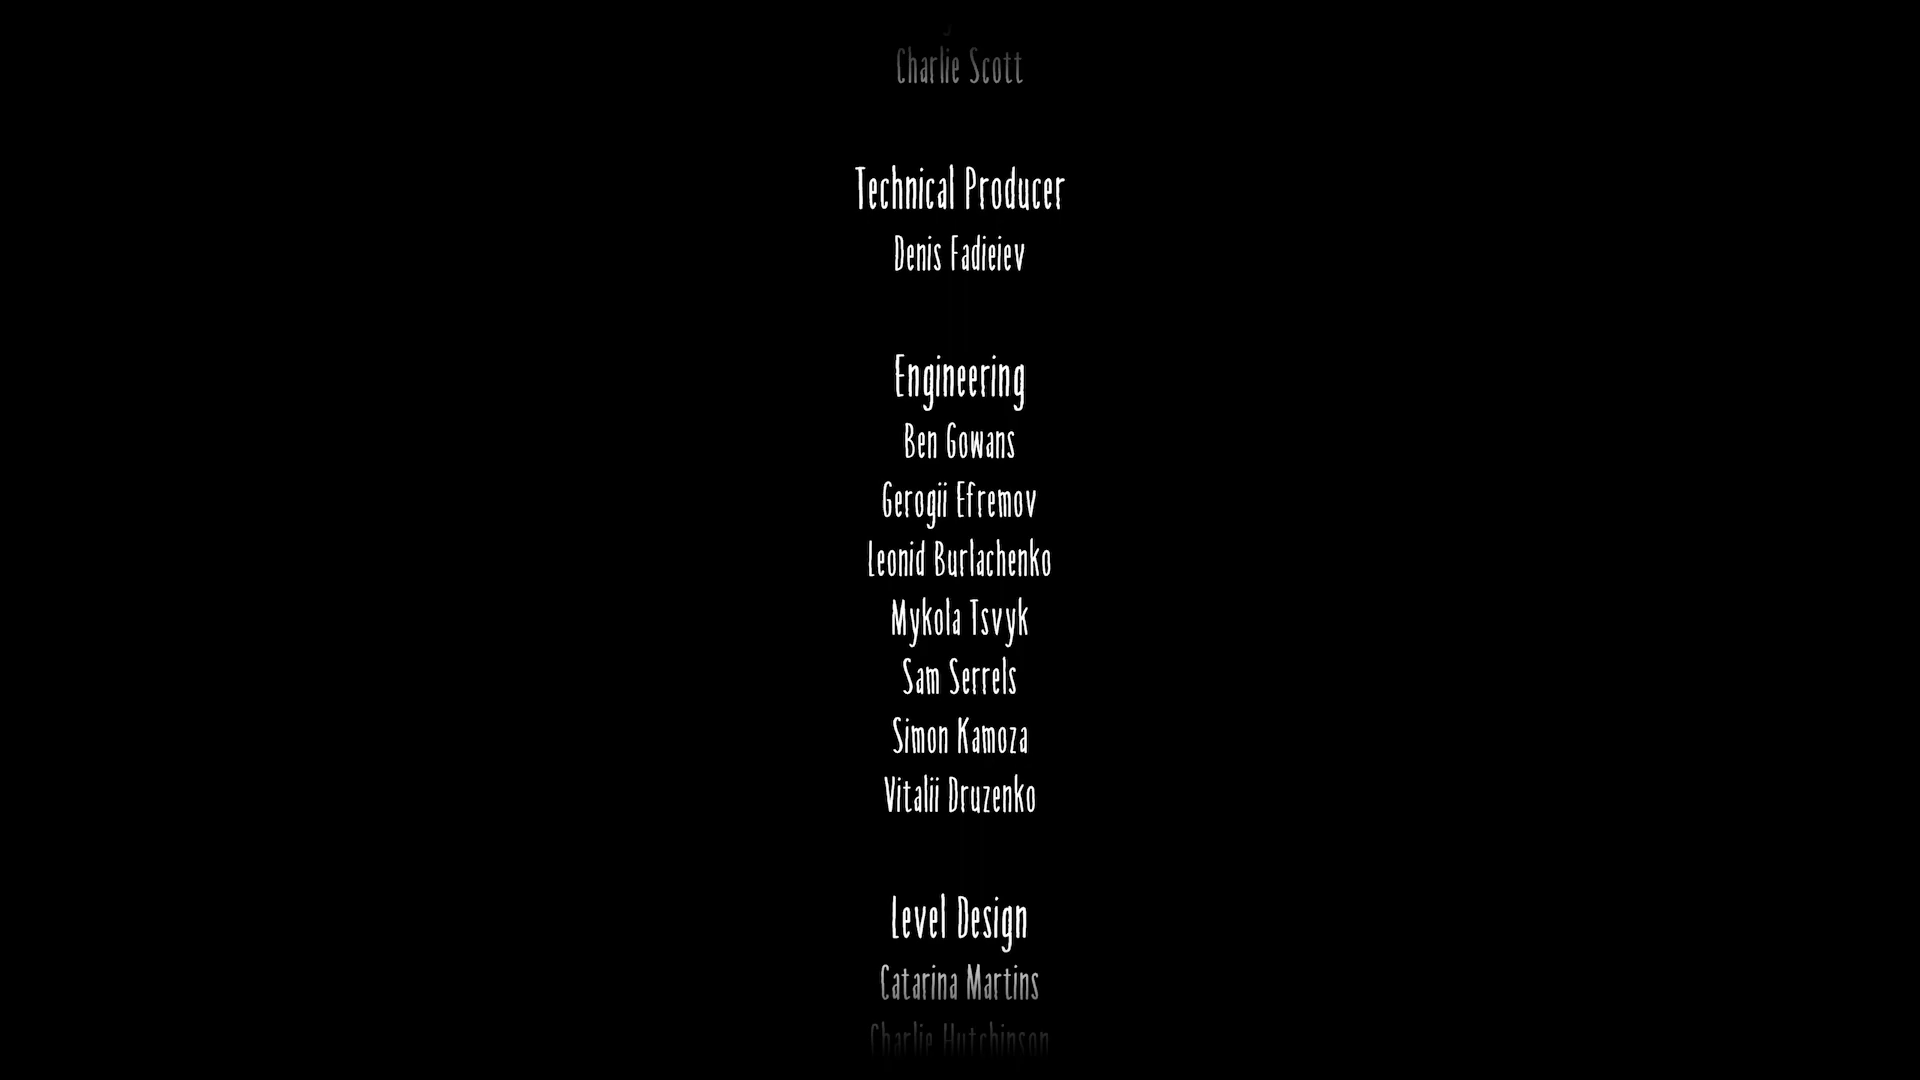 Charlie Scott
Technical Producer
Denis Fadieiev
Engineering
Ben Gowans
Gerogii Efremov
Leonid Burlachenko
Mykola Tsvyk
Sam Serrels
Simon Kamoza
Vitalii Druzenko
Level Design
Catarina Martins
Charlie Hutchinson